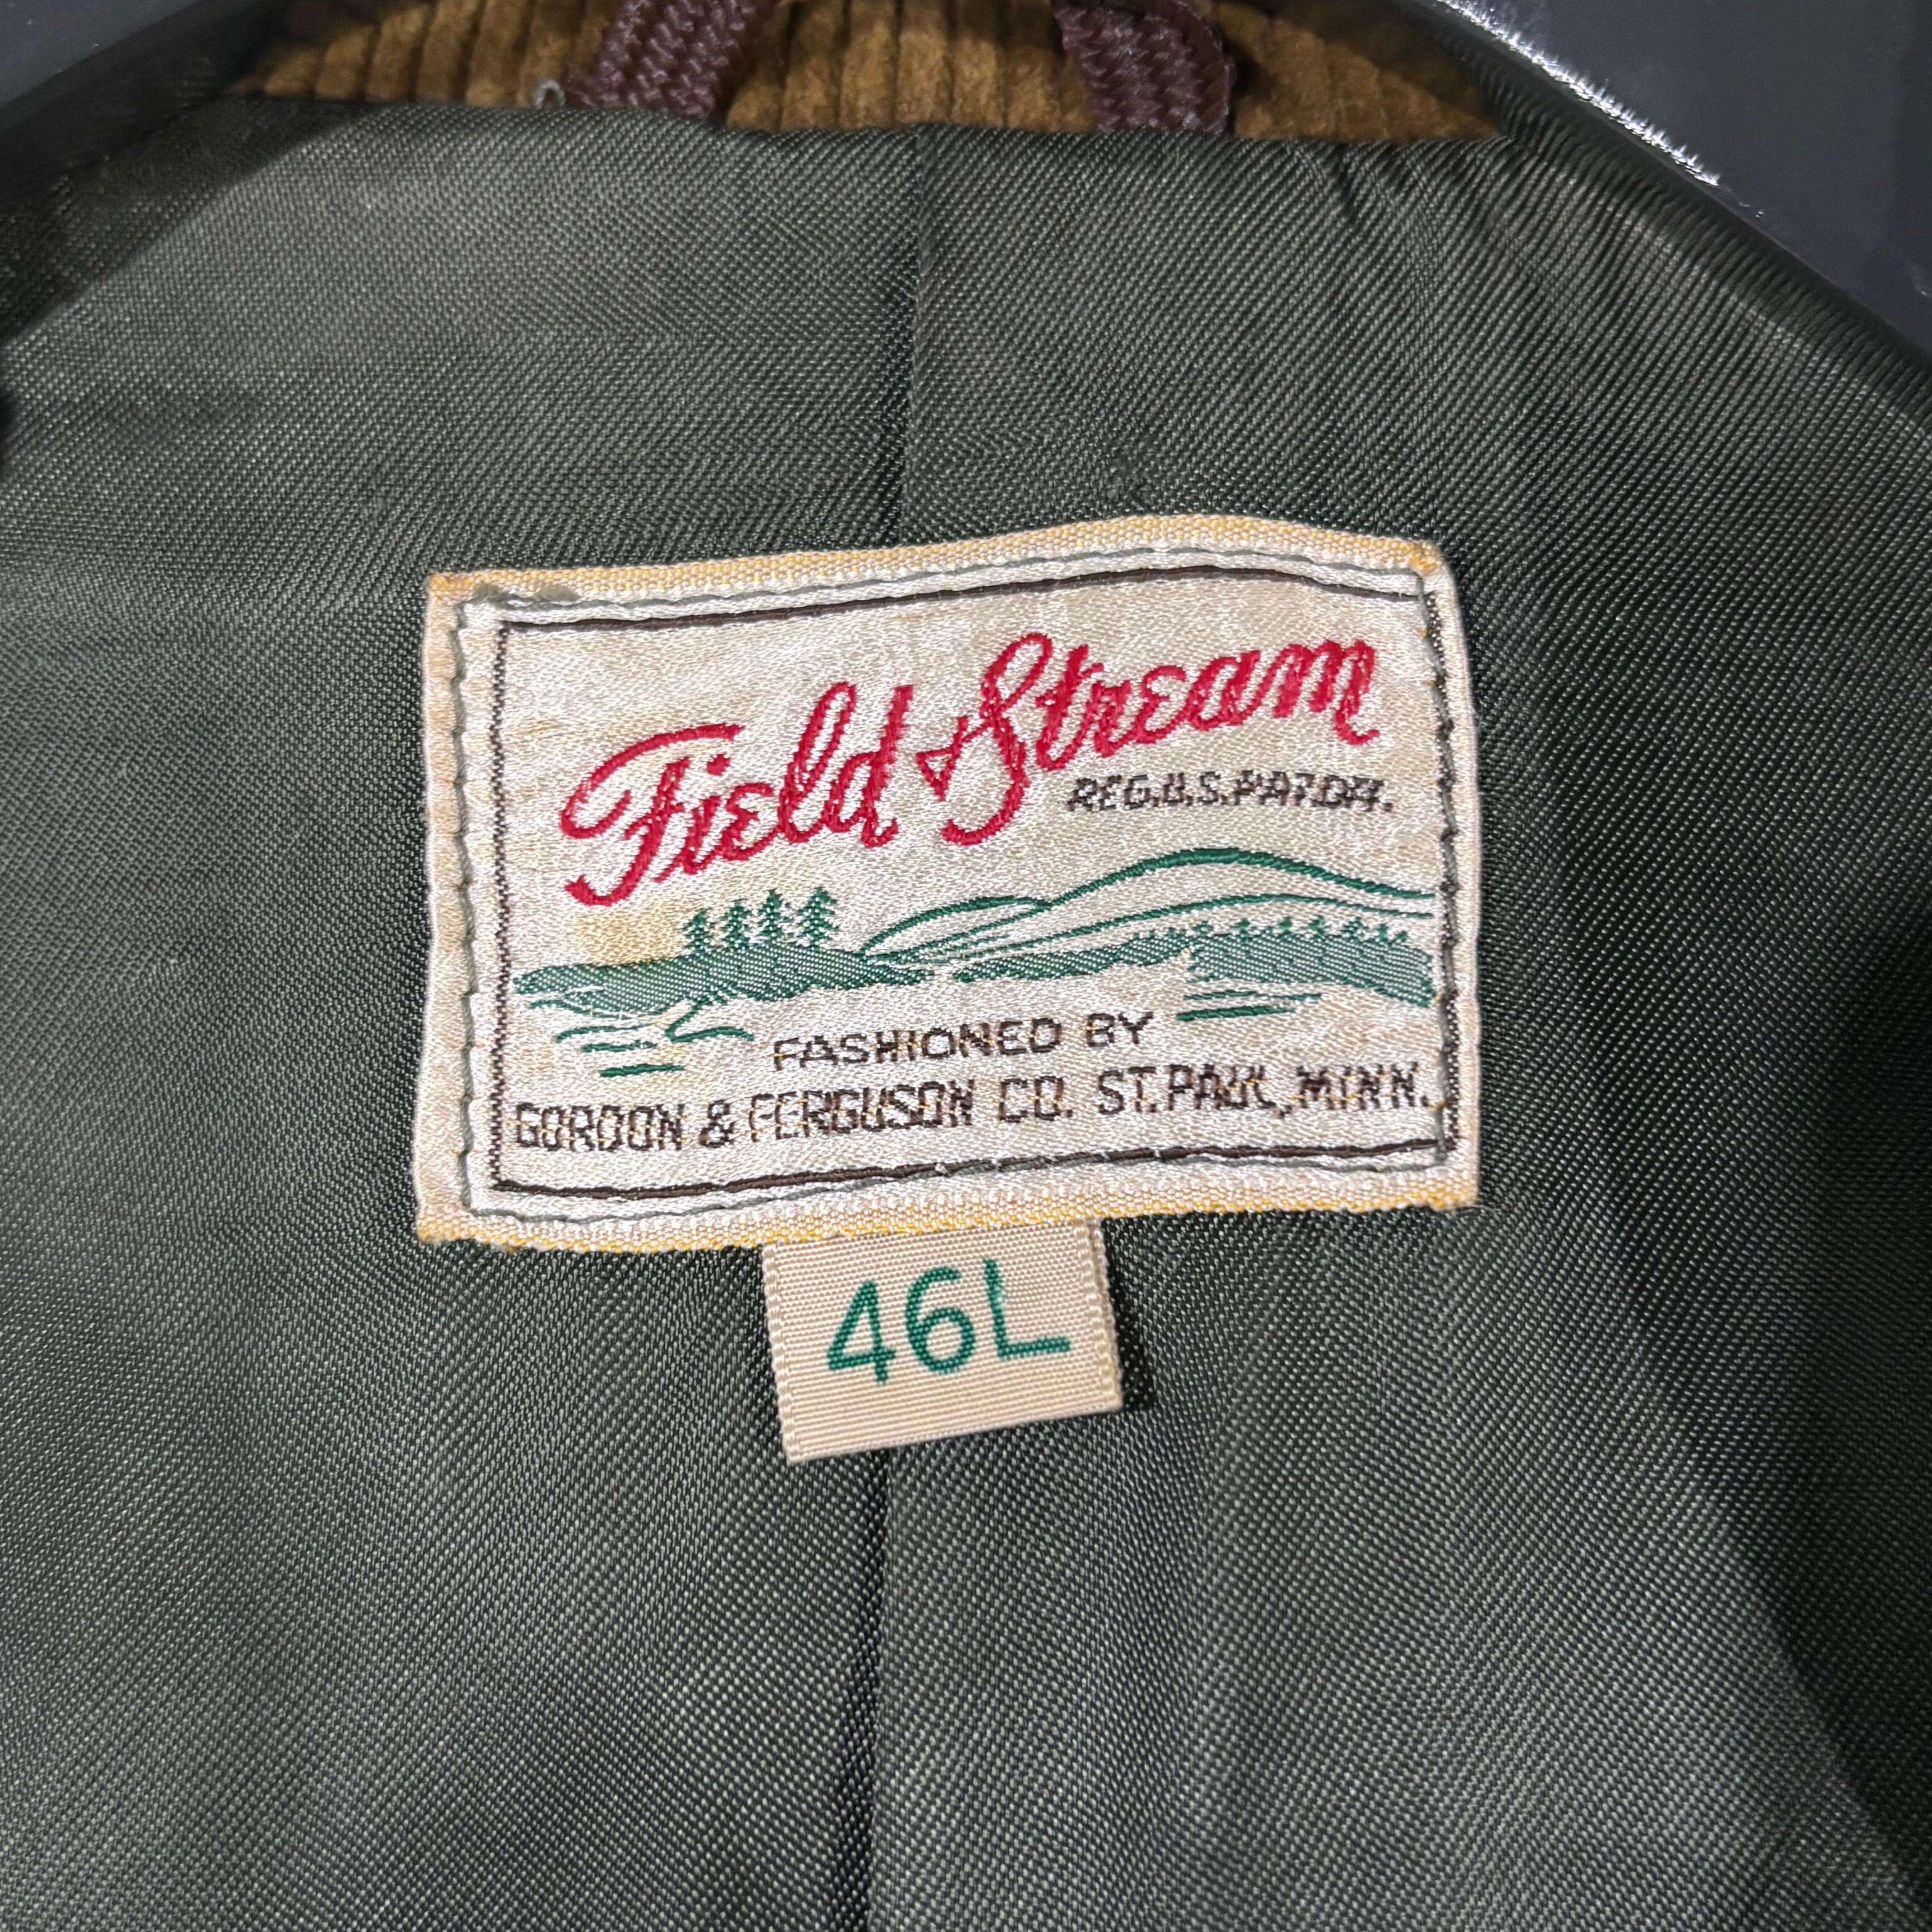 Field & Stream
REG.U.S.PAT.OFF.
FASHIONED BY
GORDON & FERGUSON CO. ST.PAUL, MINN.
46L